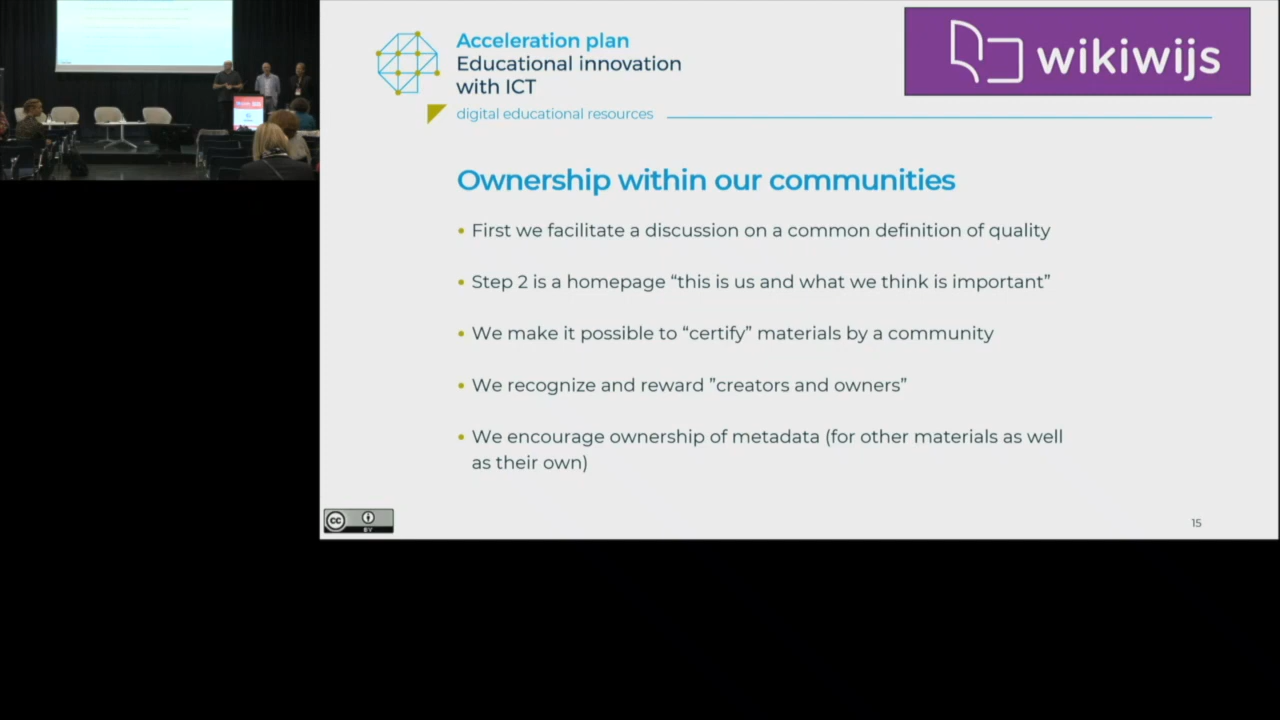 Acceleration plan
Educational innovation
with ICT
digital educational resources
wikiwijs
Ownership within our communities
• First we facilitate a discussion on a common definition of quality
• Step 2 is a homepage “this is us and what we think is important”
• We make it possible to “certify” materials by a community
• We recognize and reward ”creators and owners”
• We encourage ownership of metadata (for other materials as well
as their own)
cc
BY
15